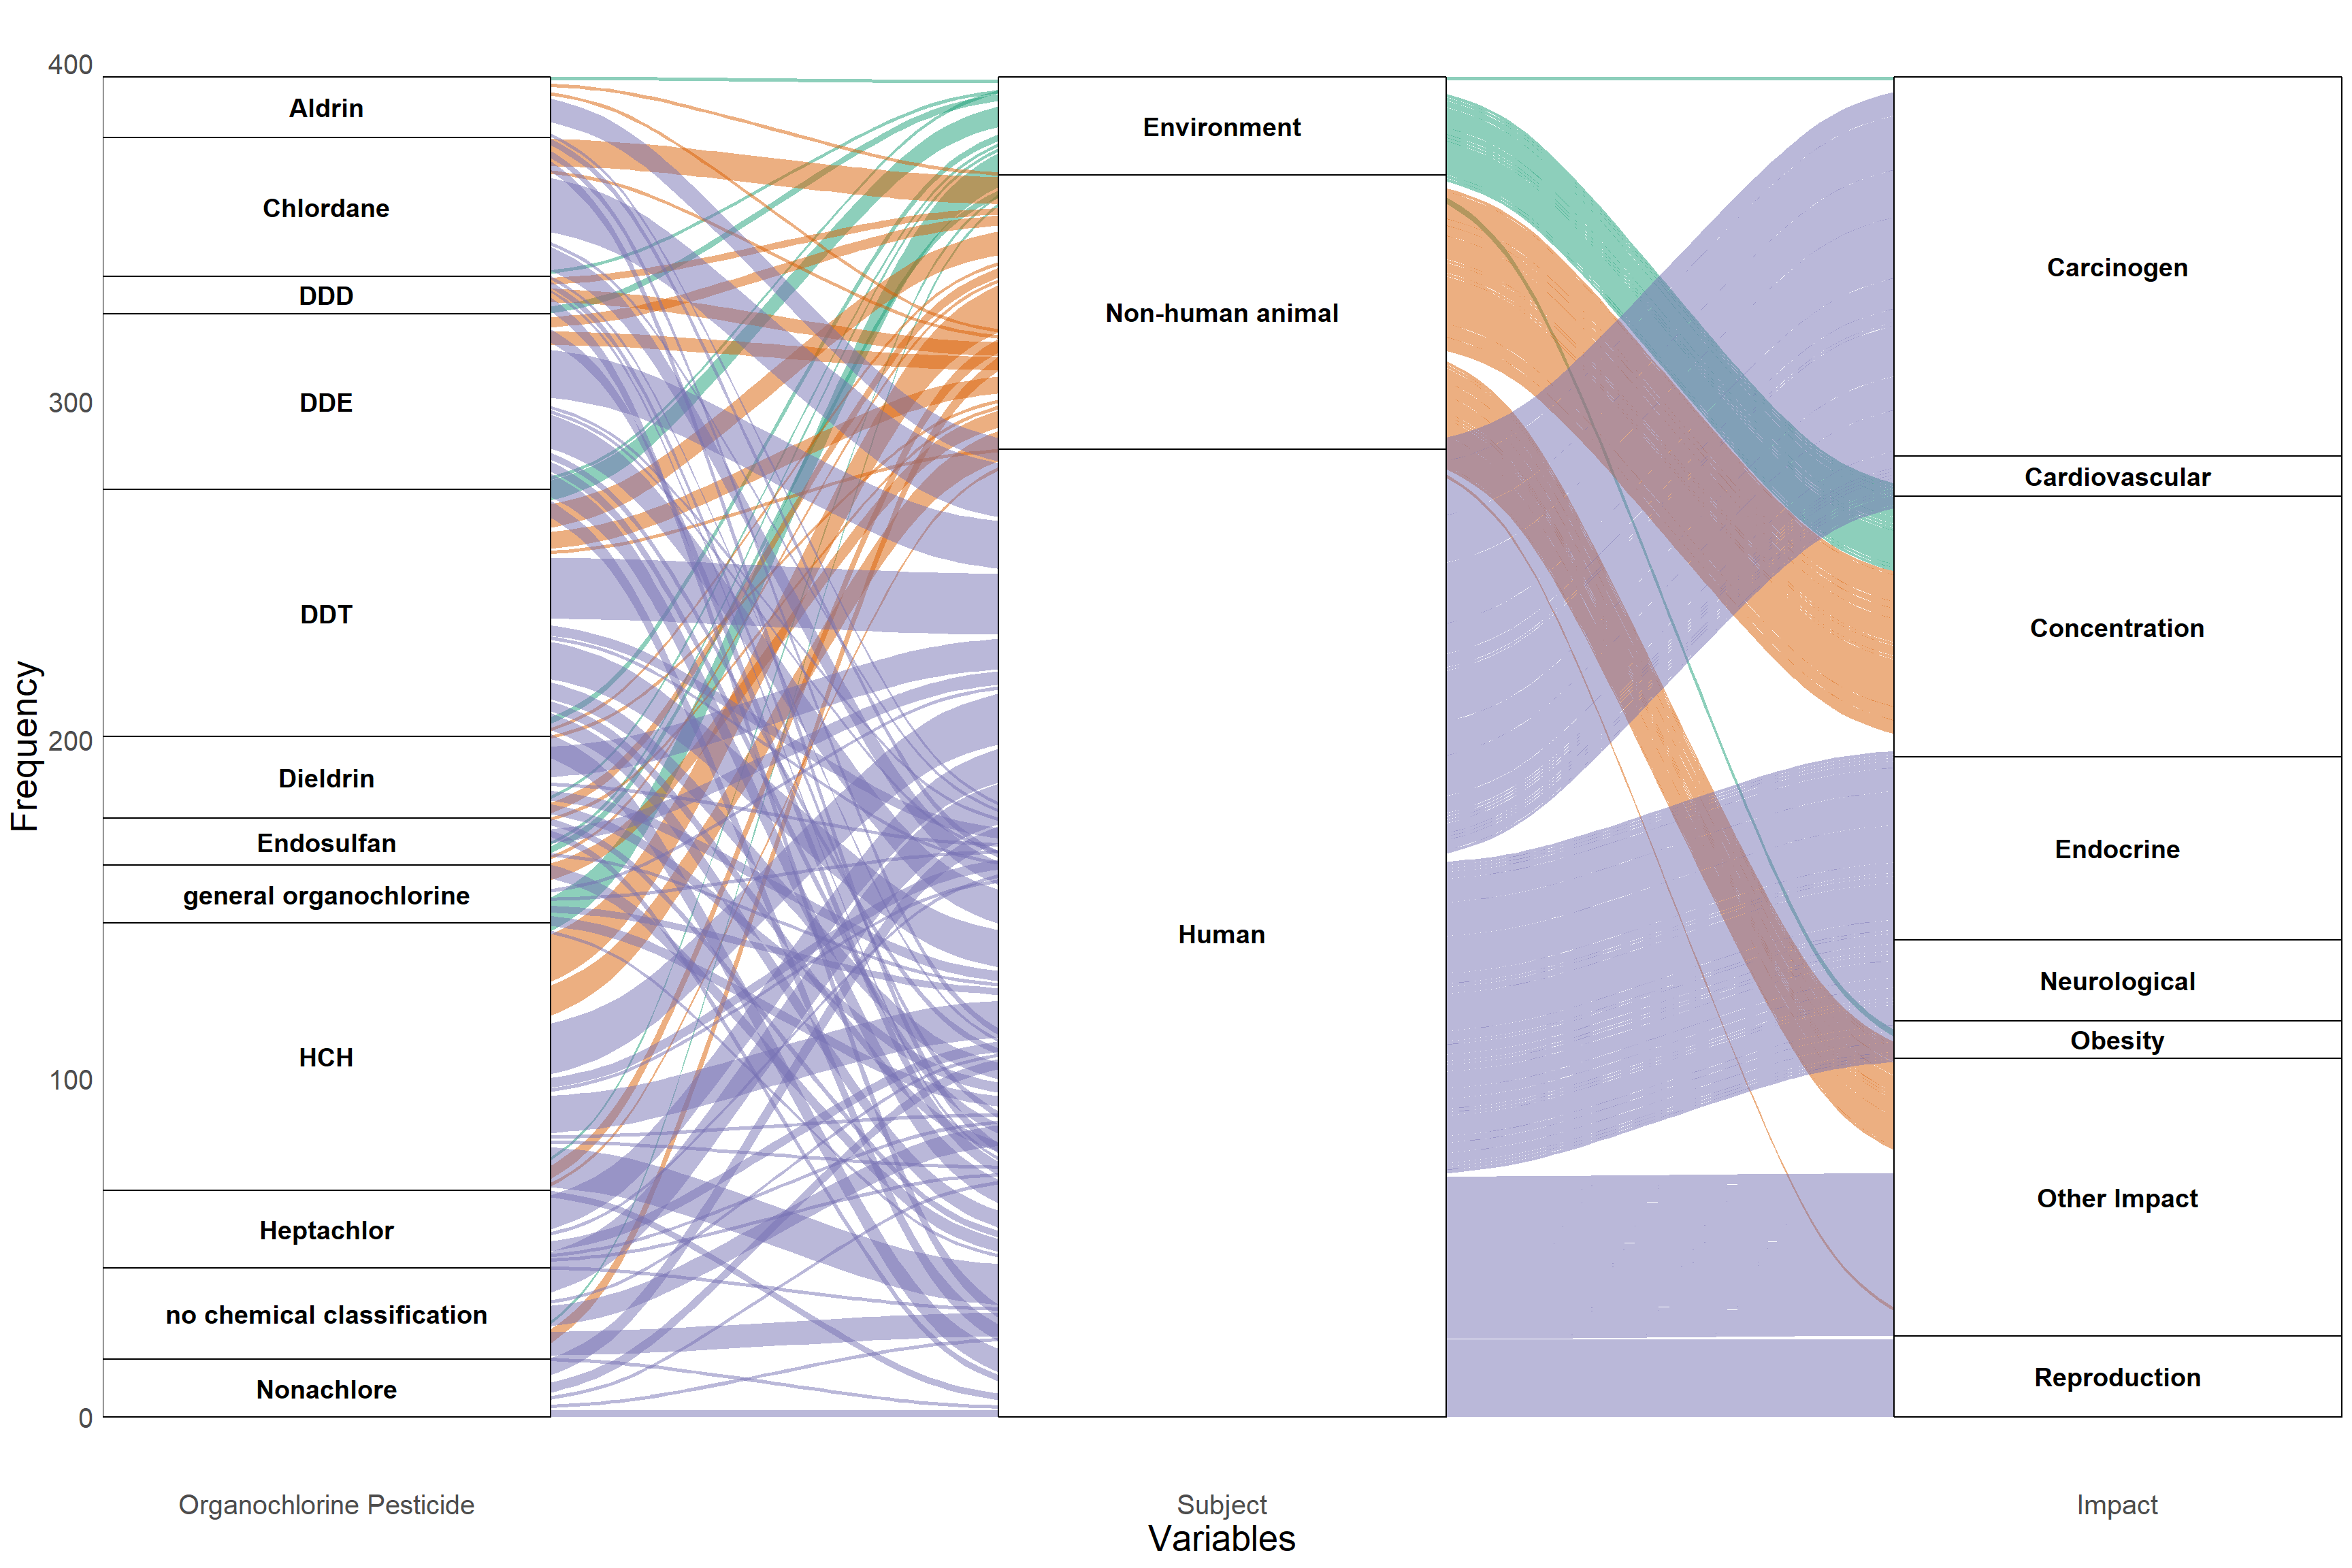 400
300
200
100
0
Frequency
Aldrin
Chlordane
DDD
DDE
DDT
Dieldrin
Endosulfan
general organochlorine
HCH
Heptachlor
no chemical classification
Nonachlore
Environment
Non-human animal
Human
Carcinogen
Cardiovascular
Concentration
Endocrine
Neurological
Obesity
Other Impact
Reproduction
Organochlorine Pesticide
Subject
Impact
Variables